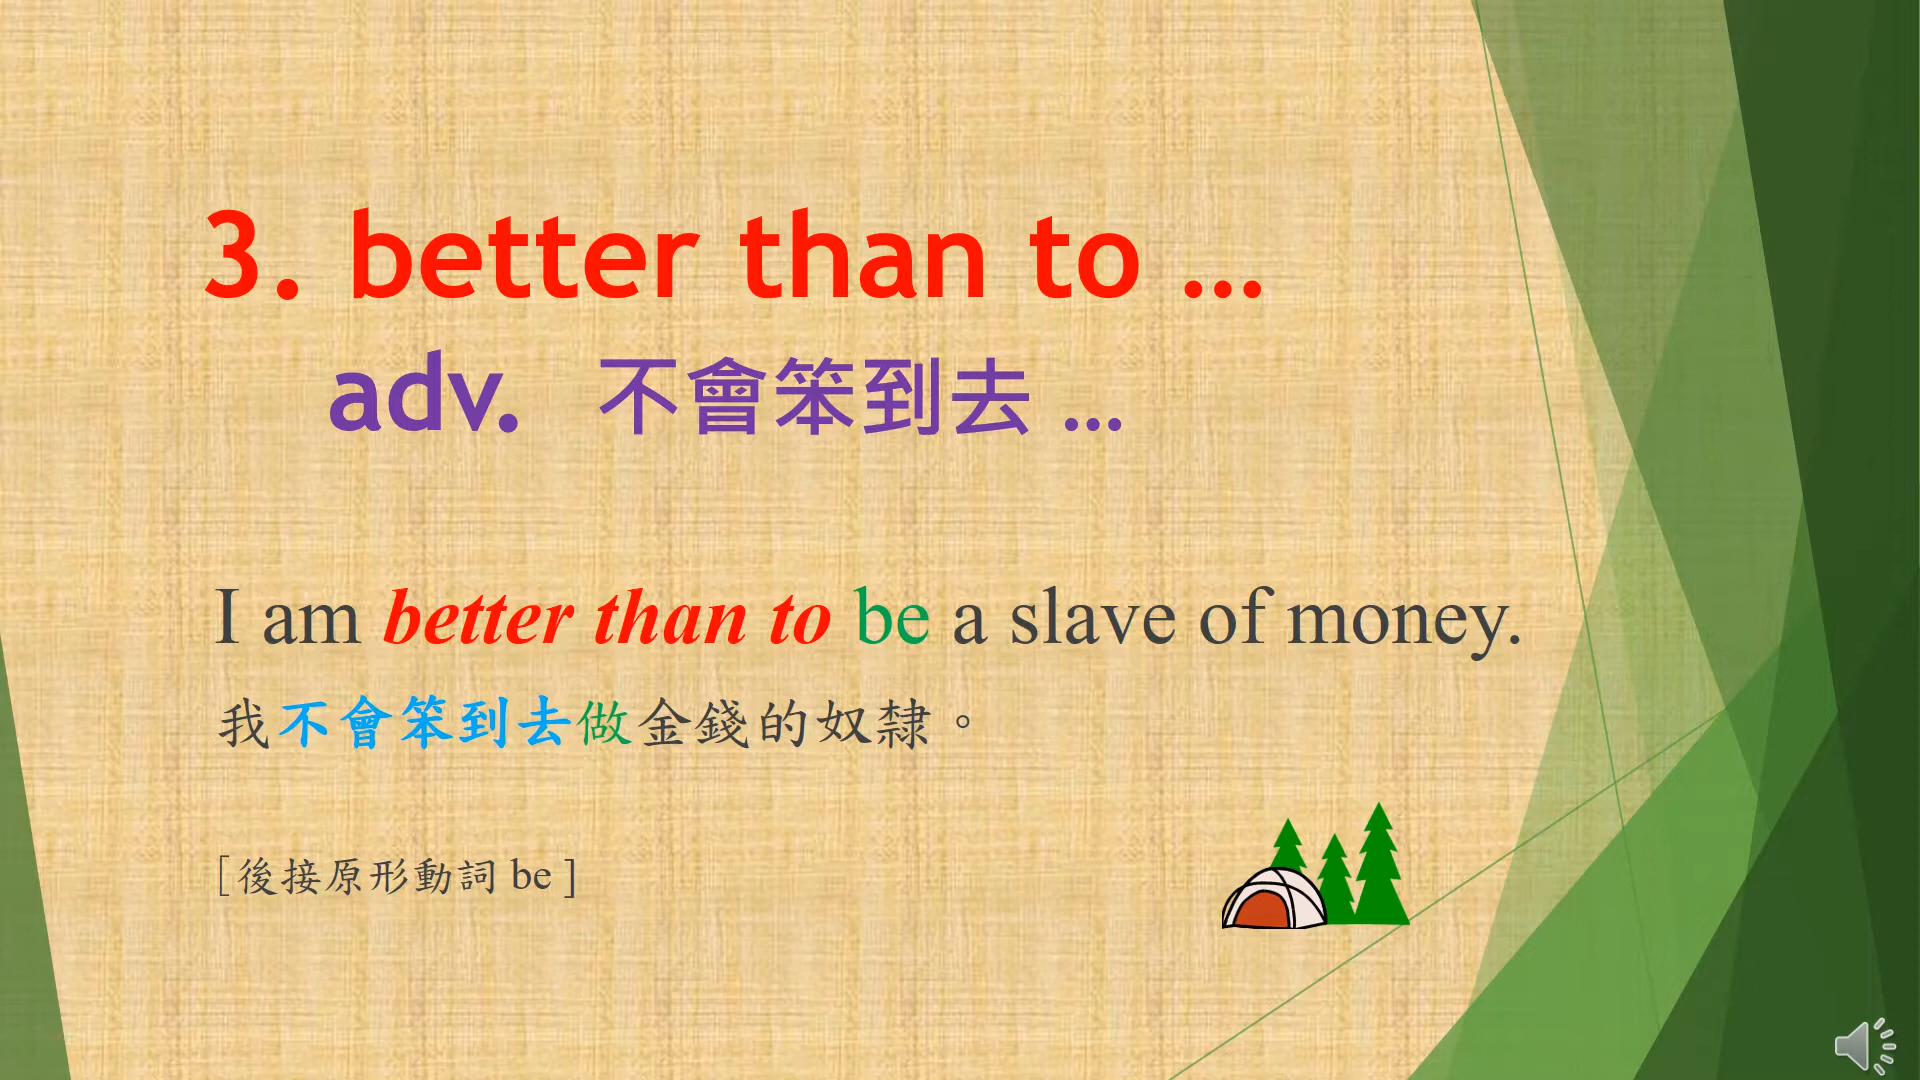 3. better than to ...
adv. 不會笨到去 ...
I am better than to be a slave of money.
我不會笨到去做金錢的奴隸。
[後接原形動詞 be ]